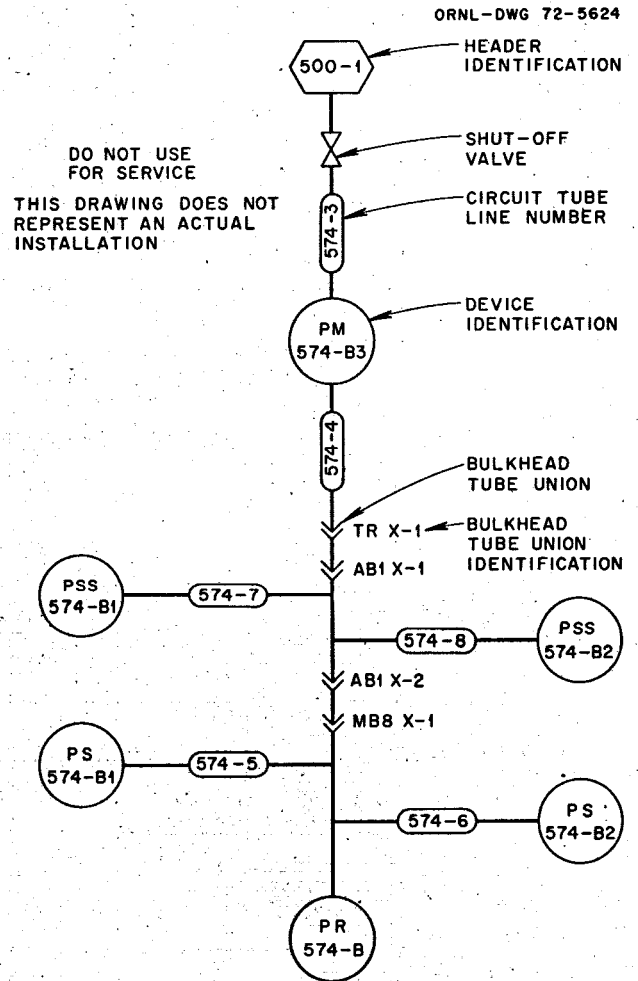 ORNL-DWG 72-5624
500-1
HEADER
IDENTIFICATION
SHUT-OFF
VALVE
DO NOT USE
FOR SERVICE
THIS DRAWING DOES NOT
REPRESENT AN ACTUAL
INSTALLATION
574-3
CIRCUIT TUBE
LINE NUMBER
PM
574-B3
DEVICE
IDENTIFICATION
574-4
BULKHEAD
TUBE UNION
TR X-1
BULKHEAD
TUBE UNION
IDENTIFICATION
AB1 X-1
PSS
574-B1
574-7
574-8
PSS
574-B2
AB1 X-2
MB8 X-1
PS
574-B1
574-5
574-6
PS
574-B2
PR
574-B